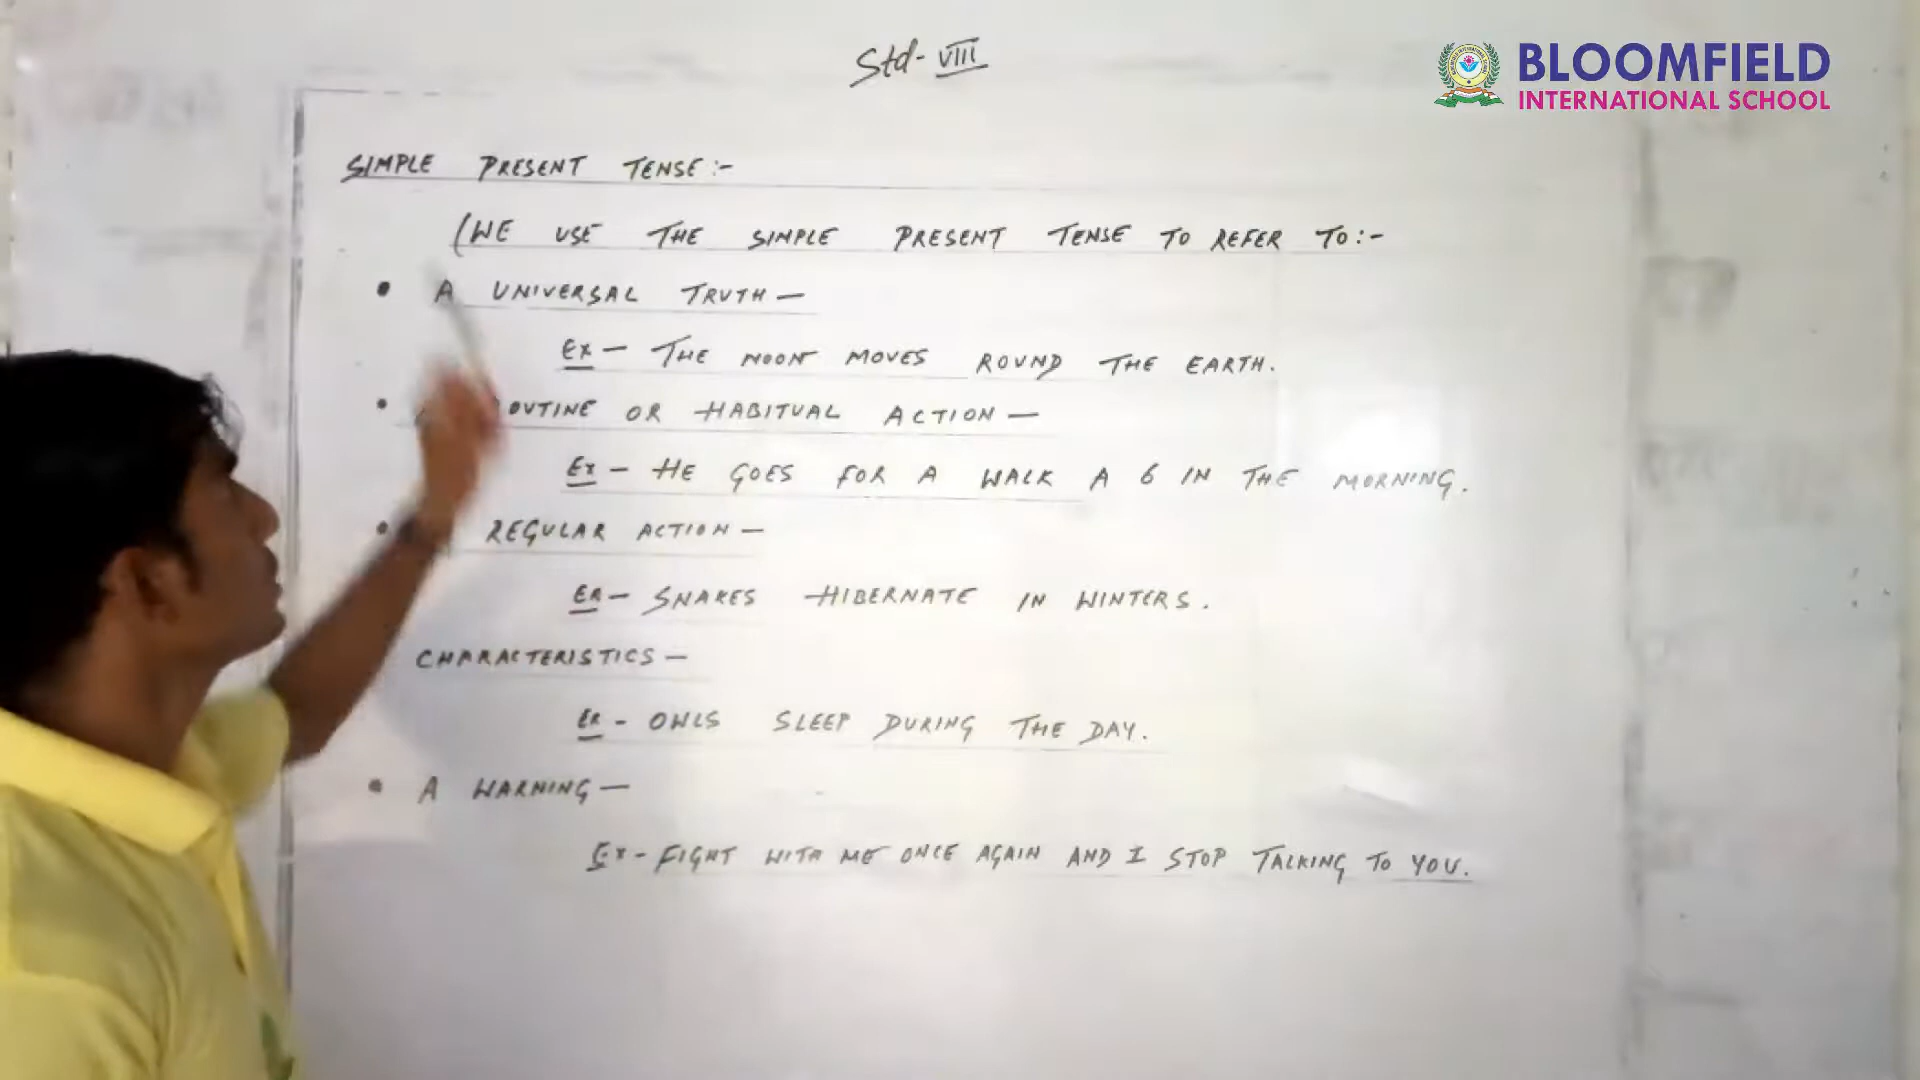 Std- VIII
BLOOMFIELD
INTERNATIONAL SCHOOL
SIMPLE PRESENT TENSE:-
(WE USE THE SIMPLE PRESENT TENSE TO REFER TO:-
• A UNIVERSAL TRUTH —
Ex — THE MOON MOVES ROUND THE EARTH.
• OUTINE OR HABITUAL ACTION —
Ex — HE GOES FOR A WALK A 6 IN THE MORNING.
• REGULAR ACTION —
Ex — SNAKES HIBERNATE IN WINTERS.
CHARACTERISTICS —
Ex - OWLS SLEEP DURING THE DAY.
• A WARNING —
Ex - FIGHT WITH ME ONCE AGAIN AND I STOP TALKING TO YOU.